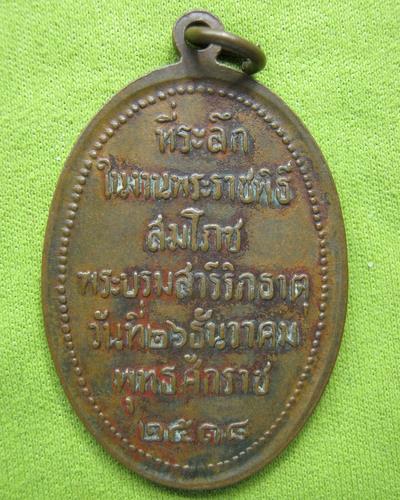 ที่ระลึก
ในงานพระราชพิธี
สมโภช
พระบรมสารีริกธาตุ
วันที่๒๖ธันวาคม
พุทธศักราช
๒๕๑๘